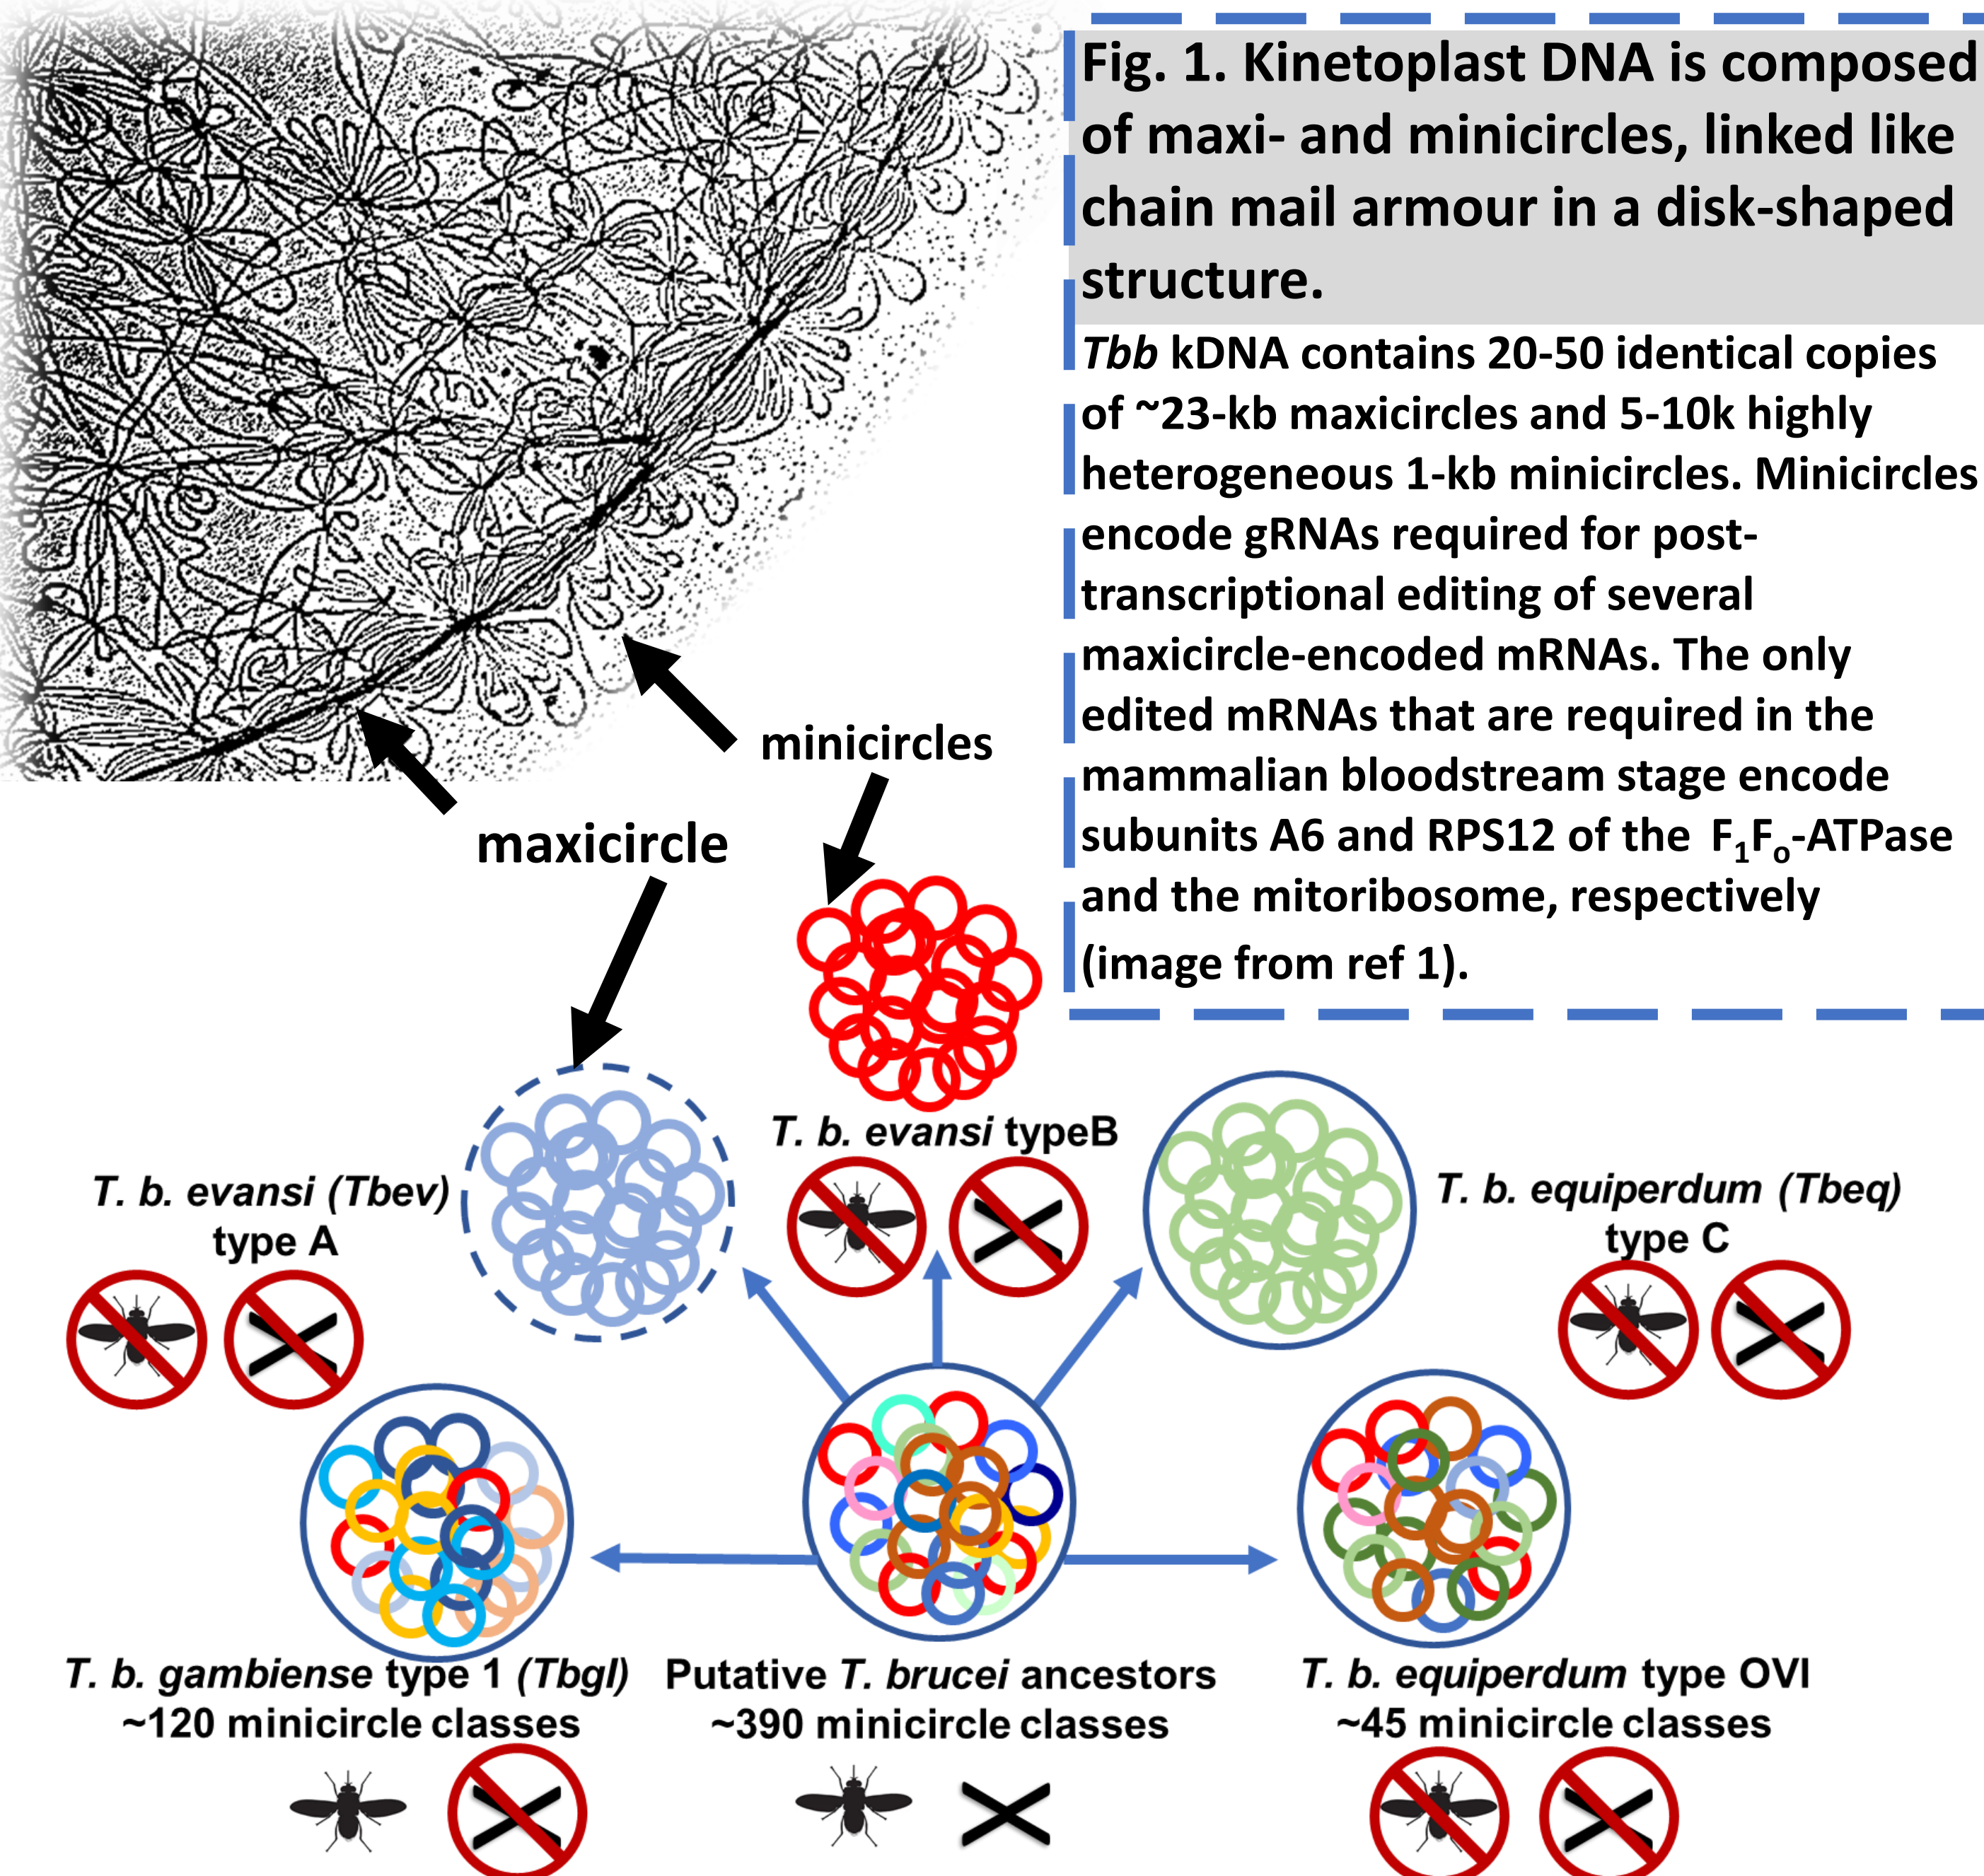 Fig. 1. Kinetoplast DNA is composed
of maxi- and minicircles, linked like
chain mail armour in a disk-shaped
structure.
Tbb kDNA contains 20-50 identical copies
of ~23-kb maxicircles and 5-10k highly
heterogeneous 1-kb minicircles. Minicircles
encode gRNAs required for post-
transcriptional editing of several
maxicircle-encoded mRNAs. The only
edited mRNAs that are required in the
mammalian bloodstream stage encode
subunits A6 and RPS12 of the F1Fo-ATPase
and the mitoribosome, respectively
(image from ref 1).
minicircles
maxicircle
T. b. evansi typeB
T. b. evansi (Tbev)
type A
T. b. equiperdum (Tbeq)
type C
T. b. gambiense type 1 (TbgI)
~120 minicircle classes
Putative T. brucei ancestors
~390 minicircle classes
T. b. equiperdum type OVI
~45 minicircle classes